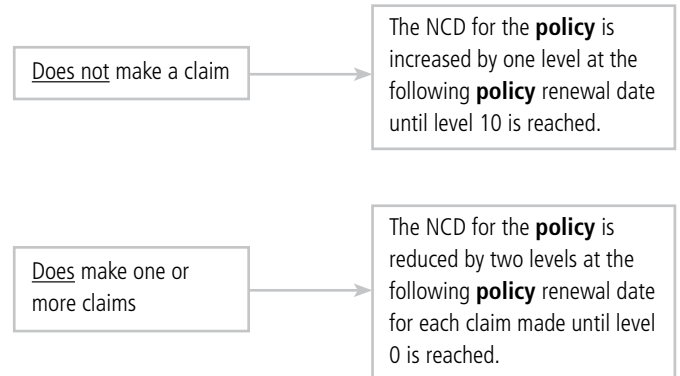 Does not make a claim
The NCD for the policy is
increased by one level at the
following policy renewal date
until level 10 is reached.
Does make one or
more claims
The NCD for the policy is
reduced by two levels at the
following policy renewal date
for each claim made until level
0 is reached.